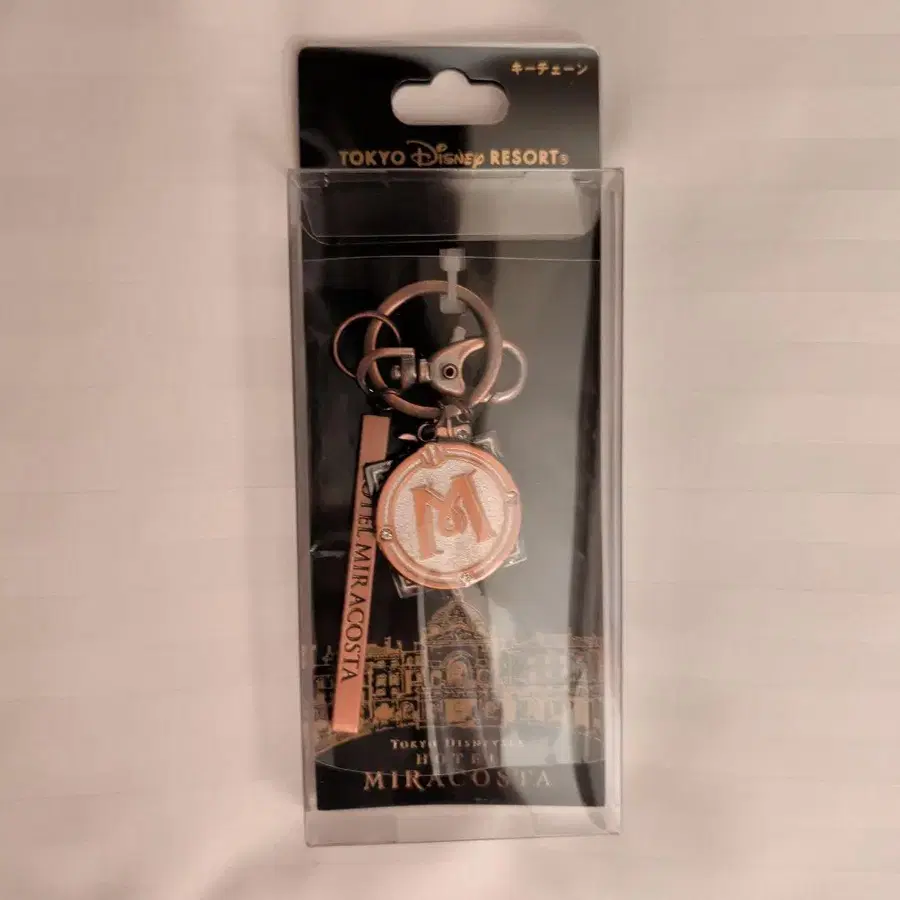 キーチェーン
TOKYO Disney RESORT®
M
HOTEL MIRACOSTA
TOKYO DISNEYSEA
HOTEL
MIRACOSTA